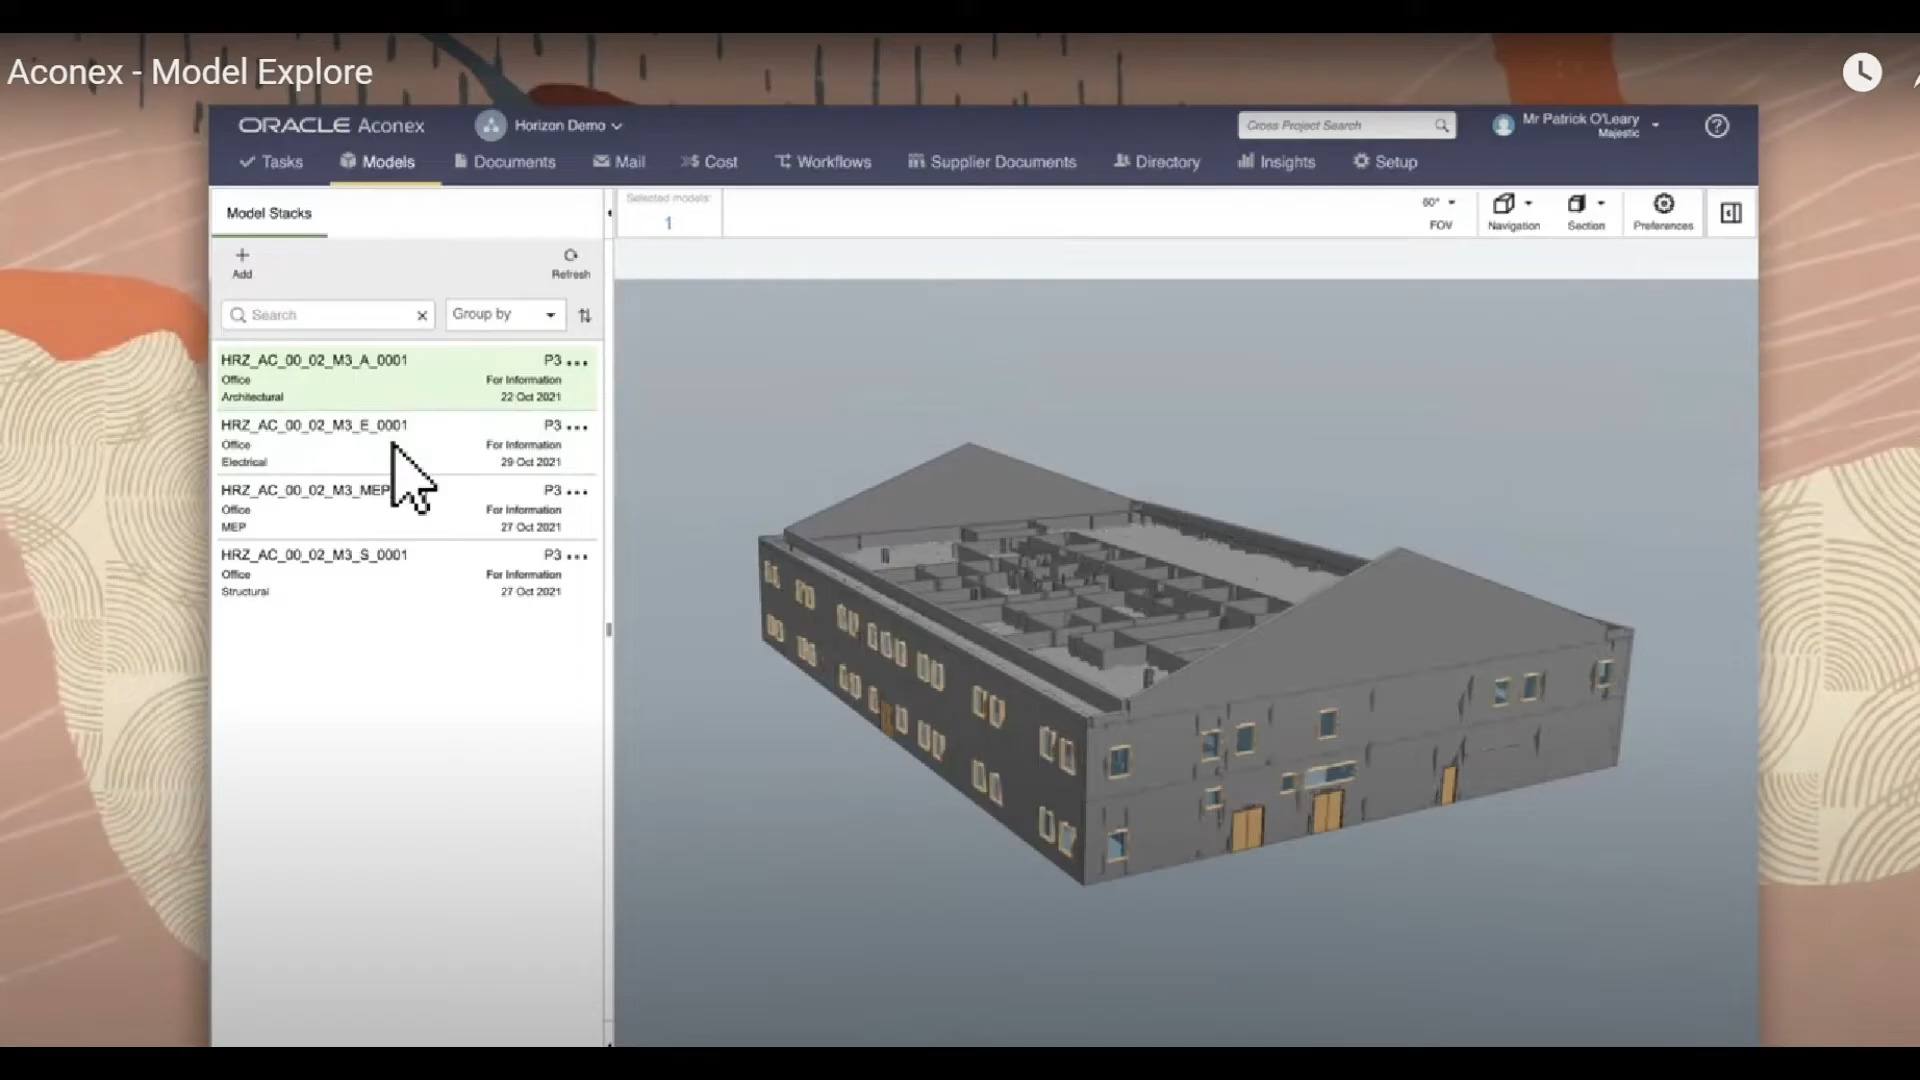 Aconex - Model Explore
ORACLE Aconex
Horizon Demo
Cross Project Search
Mr Patrick O'Leary
Majestic
Tasks
Models
Documents
Mail
Cost
Workflows
Supplier Documents
Directory
Insights
Setup
Model Stacks
Selected models:
1
60°
FOV
Navigation
Section
Preferences
Add
Refresh
Search
Group by
HRZ_AC_00_02_M3_A_0001 P3
Office For Information
Architectural 22 Oct 2021
HRZ_AC_00_02_M3_E_0001 P3
Office For Information
Electrical 29 Oct 2021
HRZ_AC_00_02_M3_MEP P3
Office For Information
MEP 27 Oct 2021
HRZ_AC_00_02_M3_S_0001 P3
Office For Information
Structural 27 Oct 2021